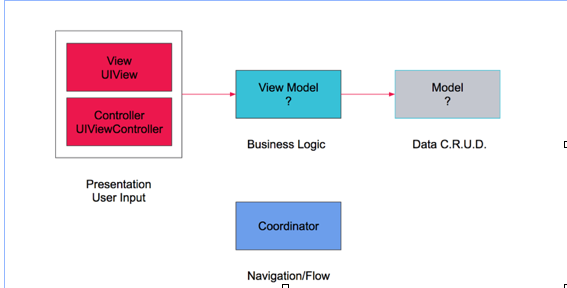 View
UIView
Controller
UIViewController
Presentation
User Input
View Model
?
Business Logic
Model
?
Data C.R.U.D.
Coordinator
Navigation/Flow